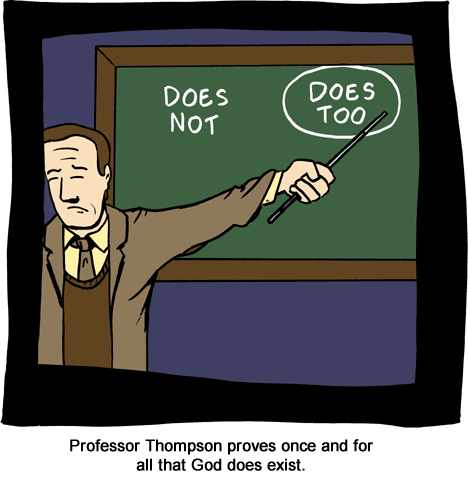 DOES
NOT
DOES
TOO
Professor Thompson proves once and for
all that God does exist.